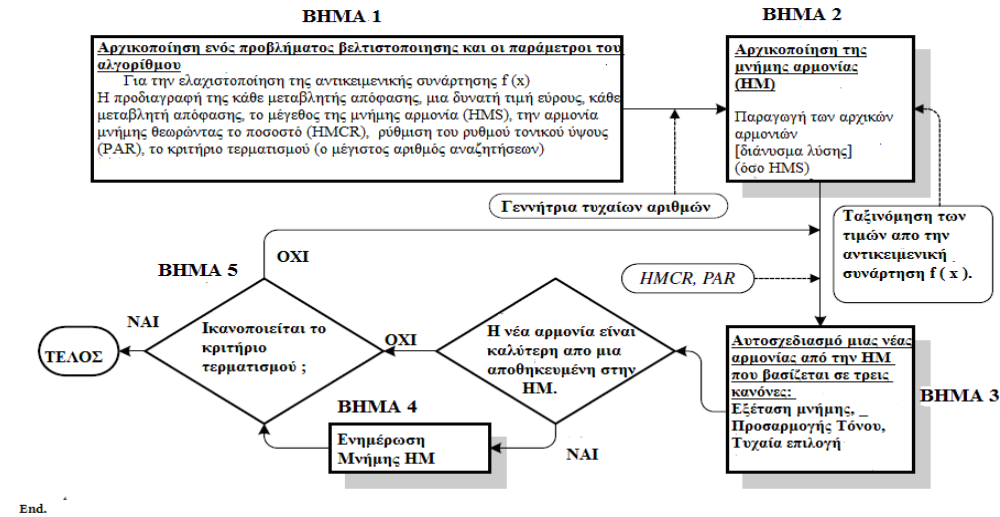 ΒΗΜΑ 1
Αρχικοποίηση ενός προβλήματος βελτιστοποιησης και οι παράμετροι του
αλγορίθμου
Για την ελαχιστοποίηση της αντικειμενικής συνάρτησης f (x)
Η προδιαγραφή της κάθε μεταβλητής απόφασης, μια δυνατή τιμή εύρους, κάθε
μεταβλητή απόφασης, το μέγεθος της μνήμης αρμονία (HMS), την αρμονία
μνήμης θεωρώντας το ποσοστό (HMCR), ρύθμιση του ρυθμού τονικού ύψους
(PAR), το κριτήριο τερματισμού (ο μέγιστος αριθμός αναζητήσεων)
ΒΗΜΑ 2
Αρχικοποίηση της
μνήμης αρμονίας
(HM)
Παραγωγή των αρχικών
αρμονιών
[διάνυσμα λύσης]
(όσο HMS)
Γεννήτρια τυχαίων αριθμών
Ταξινόμηση των
τιμών απο την
αντικειμενική
συνάρτηση f ( x ).
HMCR, PAR
ΒΗΜΑ 3
Αυτοσχεδιασμό μιας νέας
αρμονίας από την HM
που βασίζεται σε τρεις
κανόνες:
Εξέταση μνήμης, _
Προσαρμογής Τόνου,
Τυχαία επιλογή
Η νέα αρμονία είναι
καλύτερη απο μια
αποθηκευμένη στην
HM.
ΟΧΙ
ΝΑΙ
ΒΗΜΑ 4
Ενημέρωση
Μνήμης HM
ΒΗΜΑ 5
Ικανοποιείται το
κριτήριο
τερματισμού ;
ΟΧΙ
ΝΑΙ
ΤΕΛΟΣ
End.